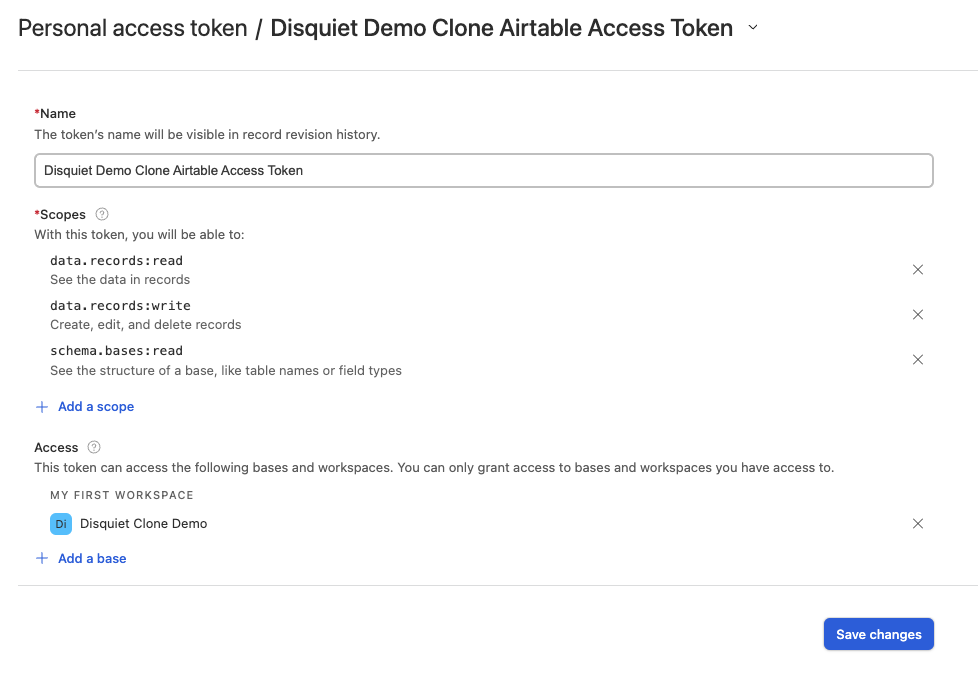 Personal access token / Disquiet Demo Clone Airtable Access Token
*Name
The token's name will be visible in record revision history.
Disquiet Demo Clone Airtable Access Token
*Scopes ?
With this token, you will be able to:
data.records:read
See the data in records
data.records:write
Create, edit, and delete records
schema.bases:read
See the structure of a base, like table names or field types
+ Add a scope
Access ?
This token can access the following bases and workspaces. You can only grant access to bases and workspaces you have access to.
MY FIRST WORKSPACE
Di Disquiet Clone Demo
+ Add a base
Save changes